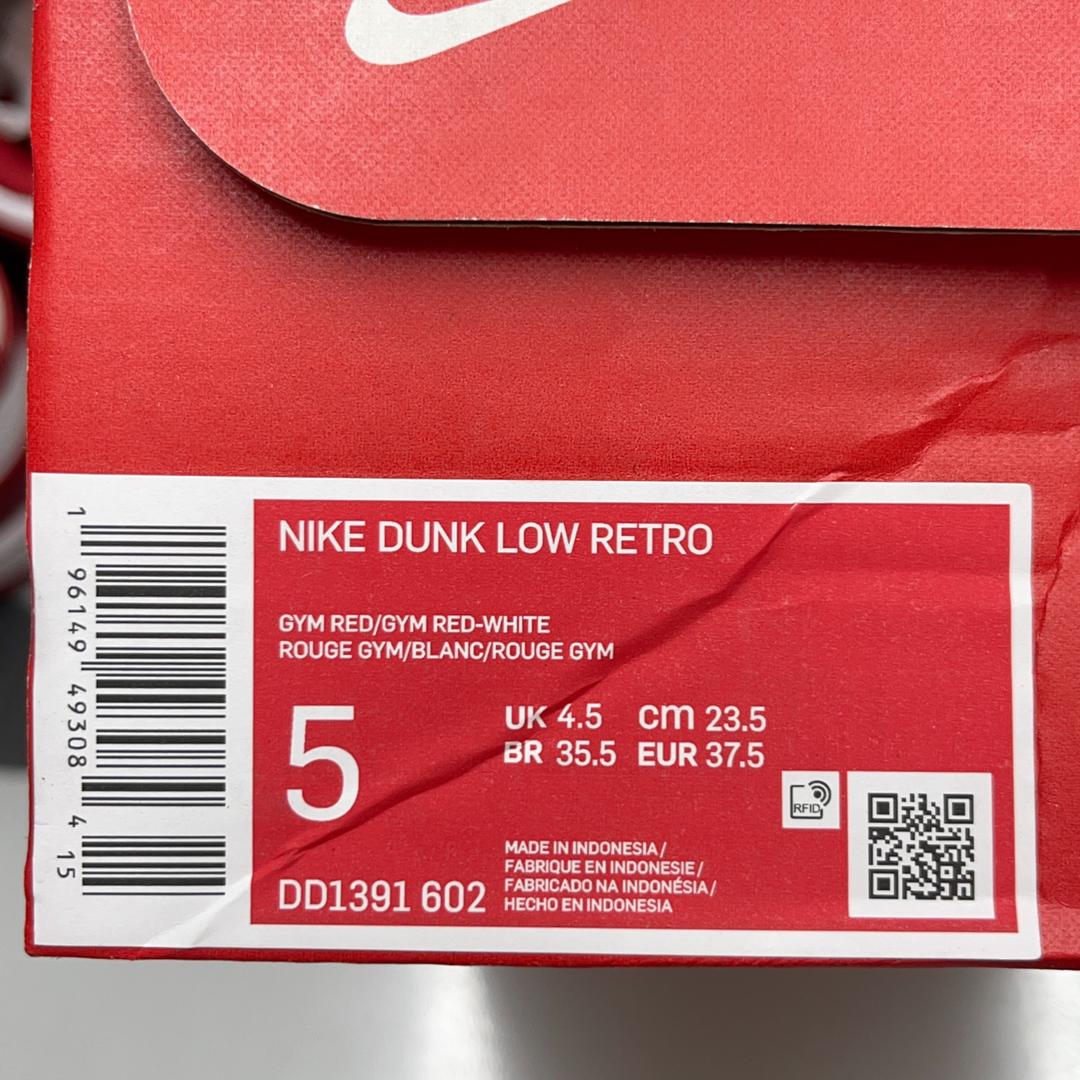 NIKE DUNK LOW RETRO
GYM RED/GYM RED-WHITE
ROUGE GYM/BLANC/ROUGE GYM
5
UK 4.5 cm 23.5
BR 35.5 EUR 37.5
RFID
MADE IN INDONESIA /
FABRIQUE EN INDONESIE /
FABRICADO NA INDONÉSIA /
HECHO EN INDONESIA
DD1391 602
1 96149 49308 4 15